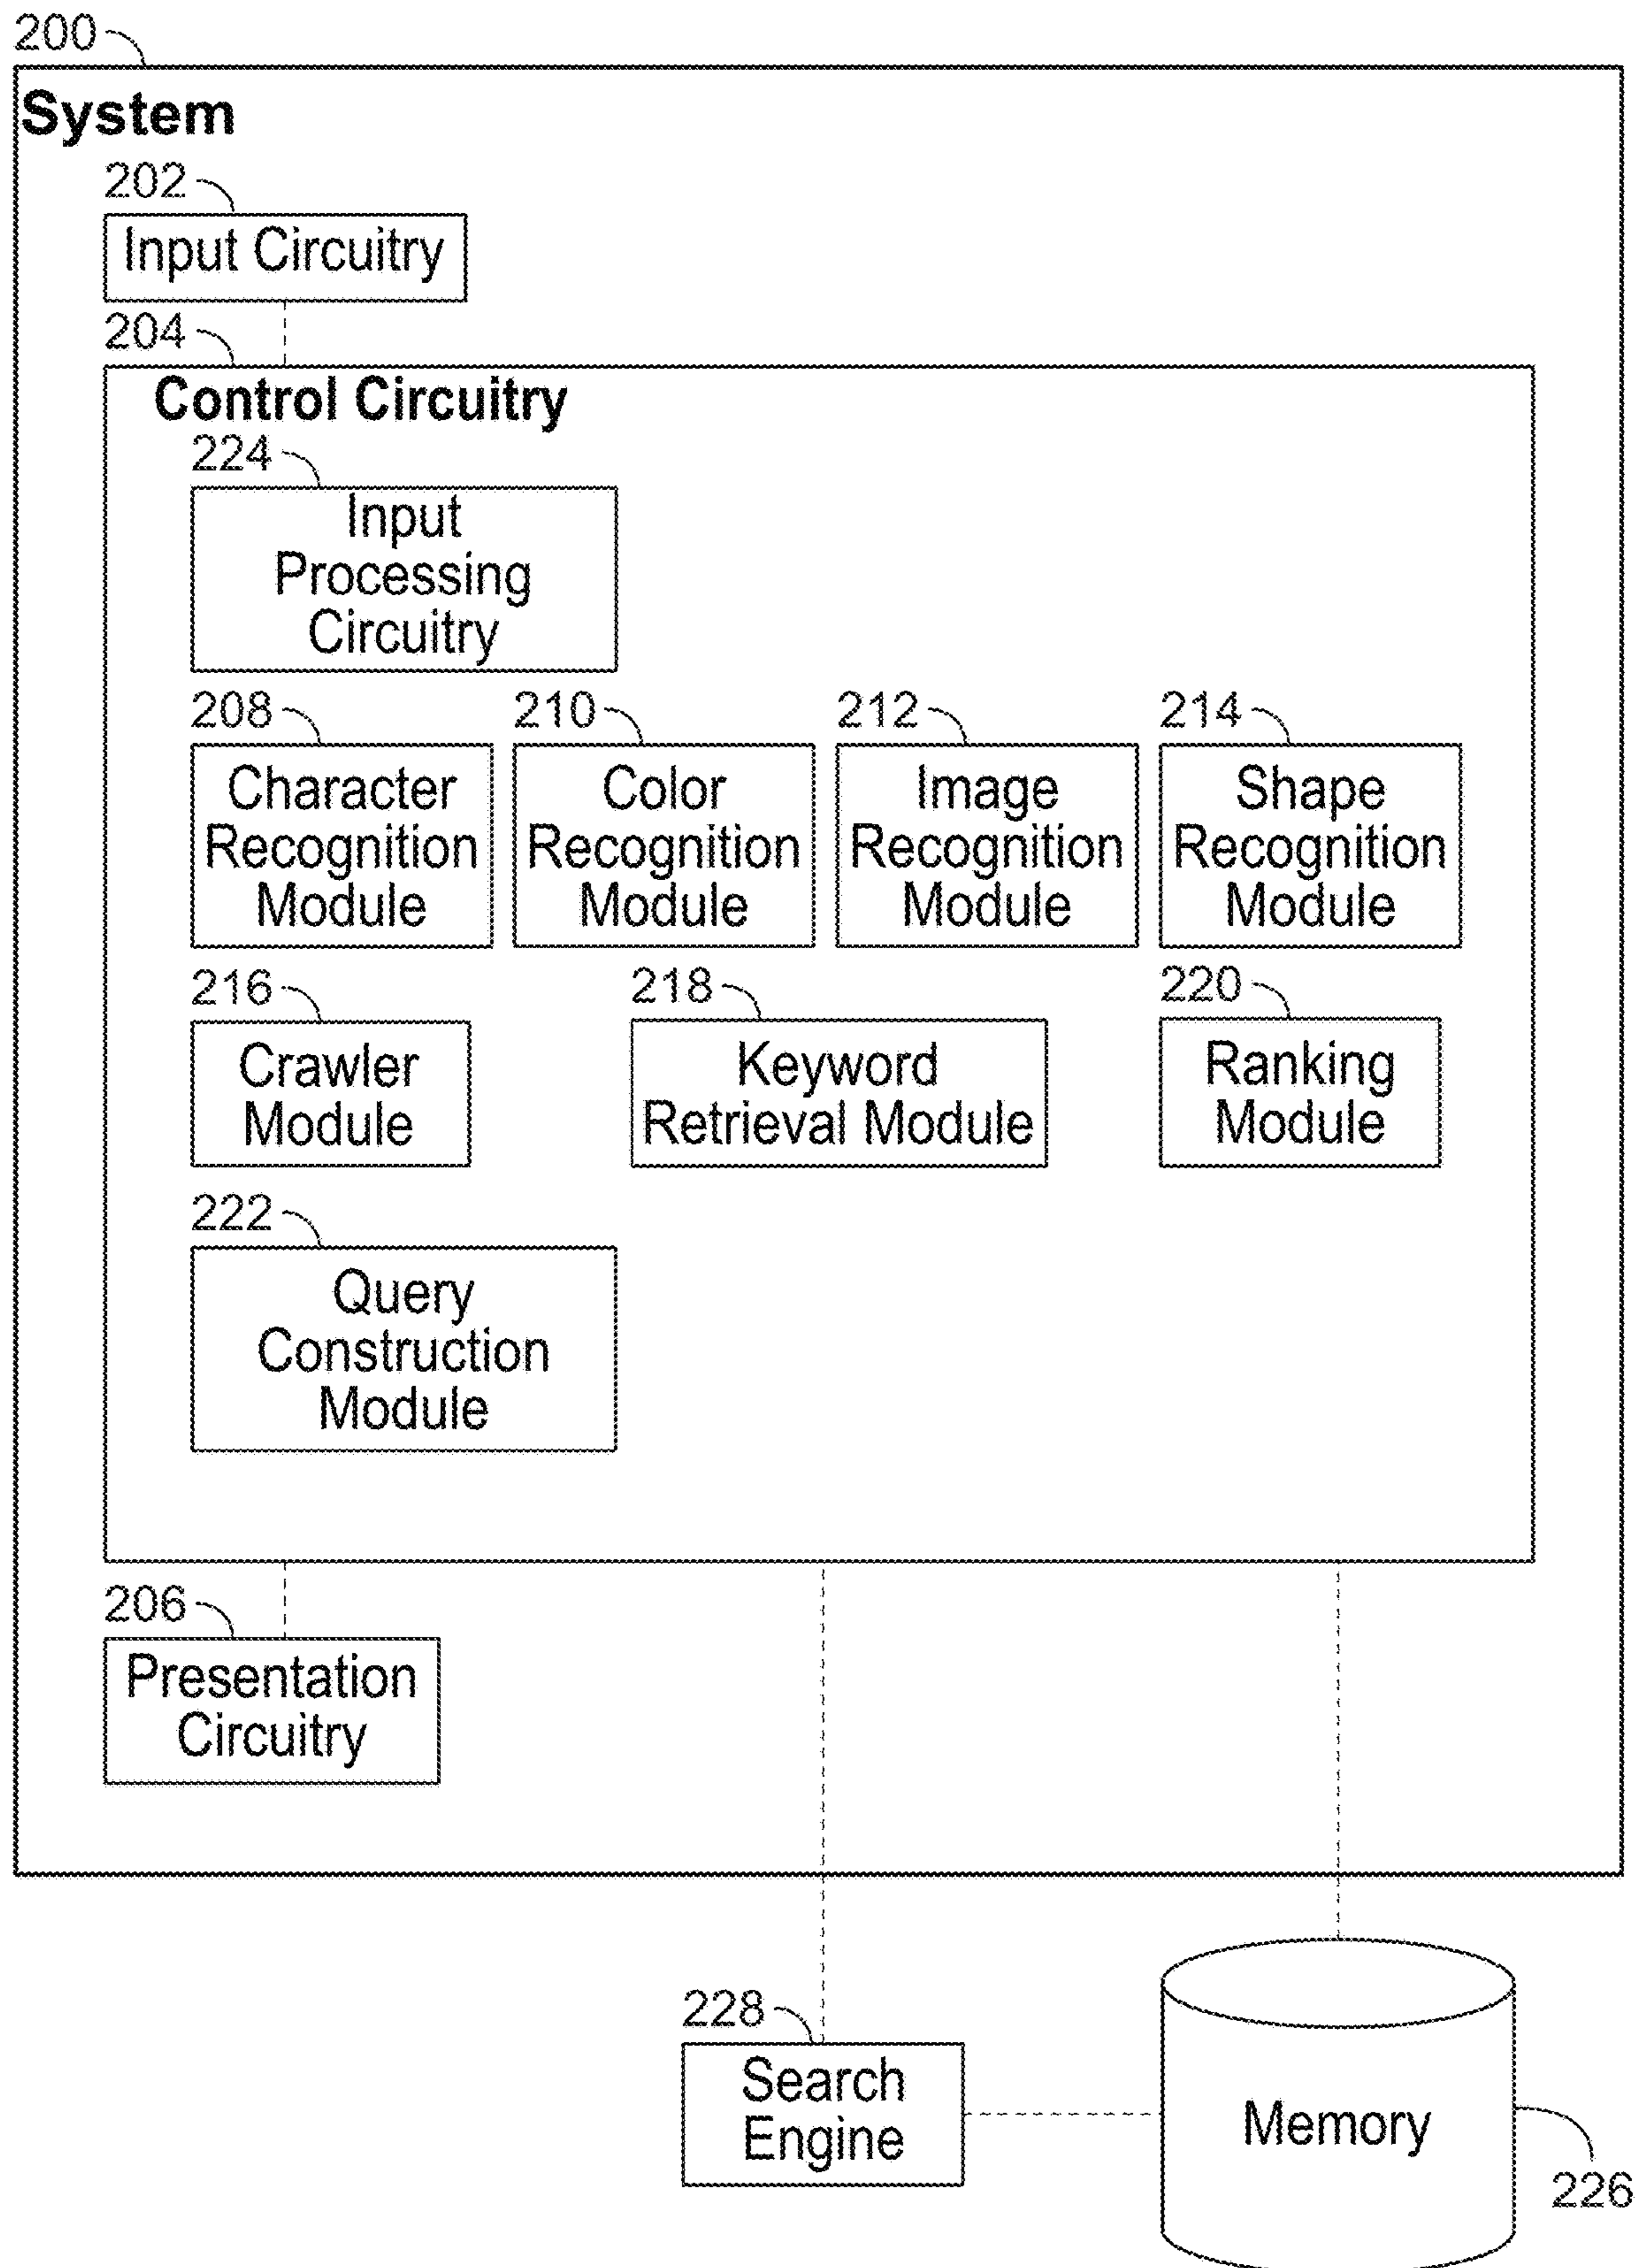 200
System
202
Input Circuitry
204
Control Circuitry
224
Input
Processing
Circuitry
208
Character
Recognition
Module
210
Color
Recognition
Module
212
Image
Recognition
Module
214
Shape
Recognition
Module
216
Crawler
Module
218
Keyword
Retrieval Module
220
Ranking
Module
222
Query
Construction
Module
206
Presentation
Circuitry
228
Search
Engine
Memory
226